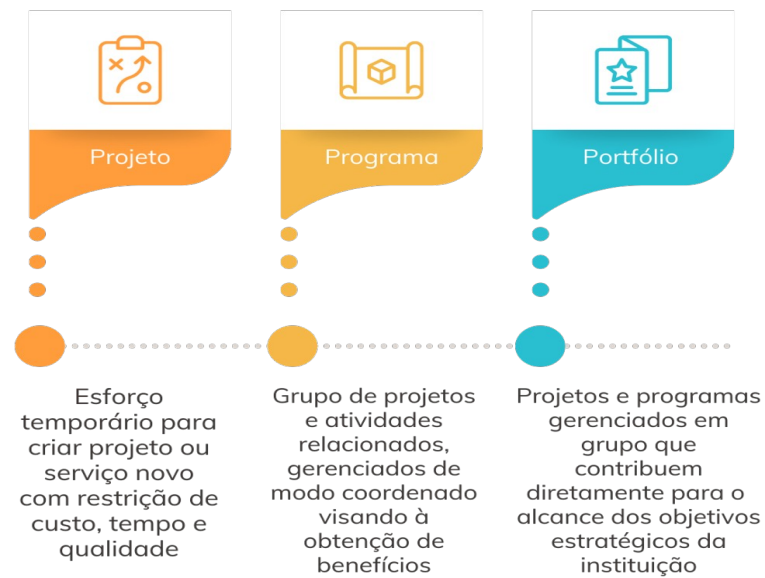 Projeto
Programa
Portfólio
Esforço
temporário para
criar projeto ou
serviço novo
com restrição de
custo, tempo e
qualidade
Grupo de projetos
e atividades
relacionados,
gerenciados de
modo coordenado
visando à
obtenção de
benefícios
Projetos e programas
gerenciados em
grupo que
contribuem
diretamente para o
alcance dos objetivos
estratégicos da
instituição